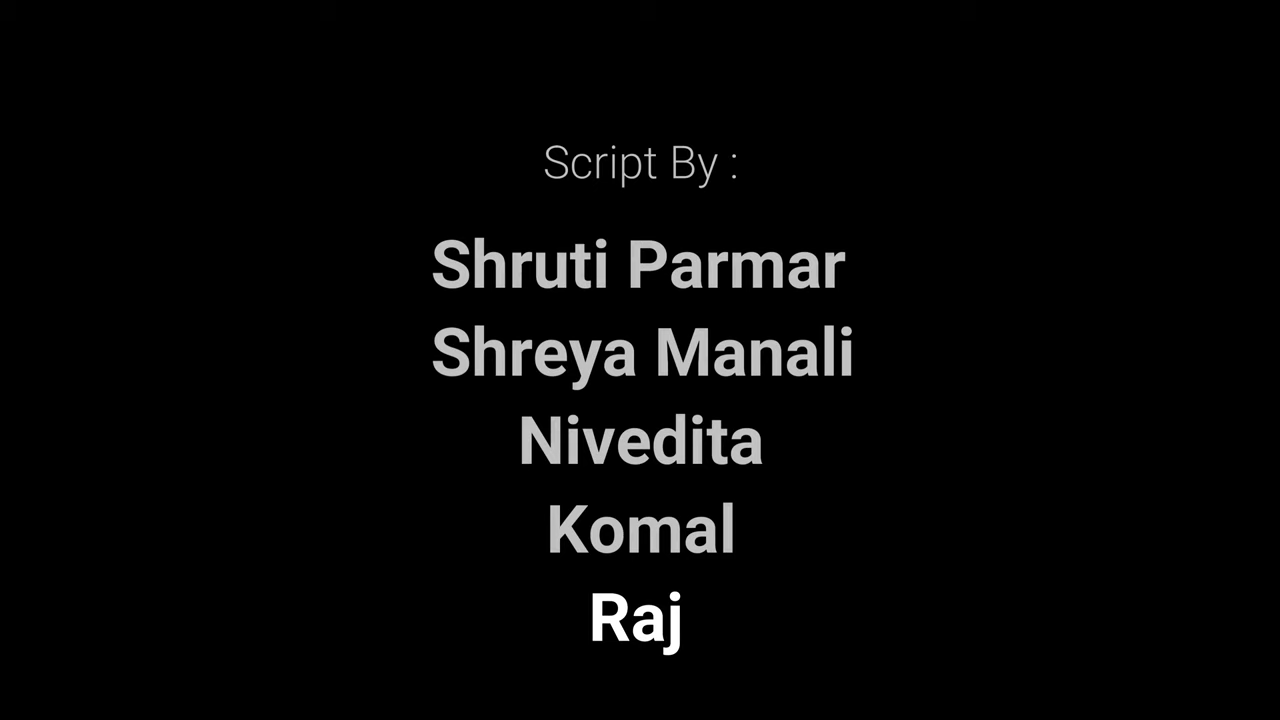 Script By :
Shruti Parmar
Shreya Manali
Nivedita
Komal
Raj